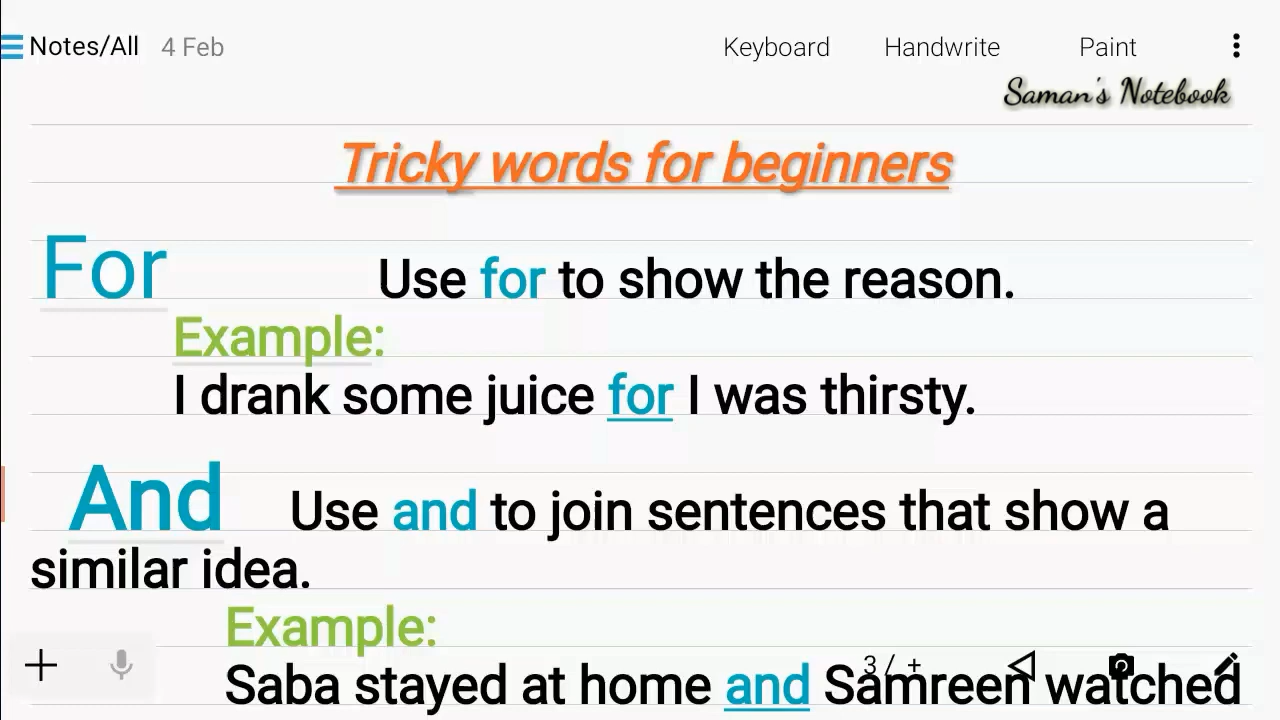 Notes/All 4 Feb Keyboard Handwrite Paint
Saman's Notebook
Tricky words for beginners
For Use for to show the reason.
Example:
I drank some juice for I was thirsty.
And Use and to join sentences that show a
similar idea.
Example:
3 / +
Saba stayed at home and Samreen watched